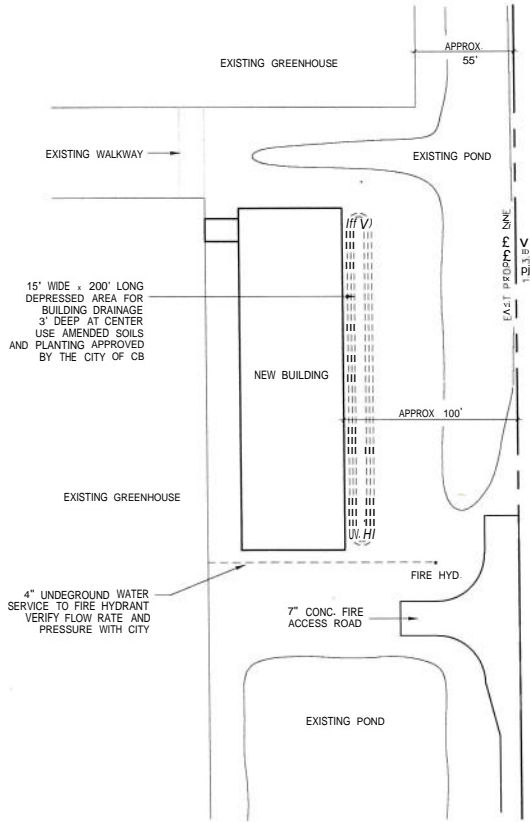 APPROX.
55'
EXISTING GREENHOUSE
EXISTING WALKWAY
EXISTING POND
15' WIDE x 200' LONG
DEPRESSED AREA FOR
BUILDING DRAINAGE
3' DEEP AT CENTER
USE AMENDED SOILS
AND PLANTING APPROVED
BY THE CITY OF CB
NEW BUILDING
APPROX 100'
EXISTING GREENHOUSE
4" UNDEGROUND WATER
SERVICE TO FIRE HYDRANT
VERIFY FLOW RATE AND
PRESSURE WITH CITY
FIRE HYD.
7" CONC. FIRE
ACCESS ROAD
EXISTING POND
EAST